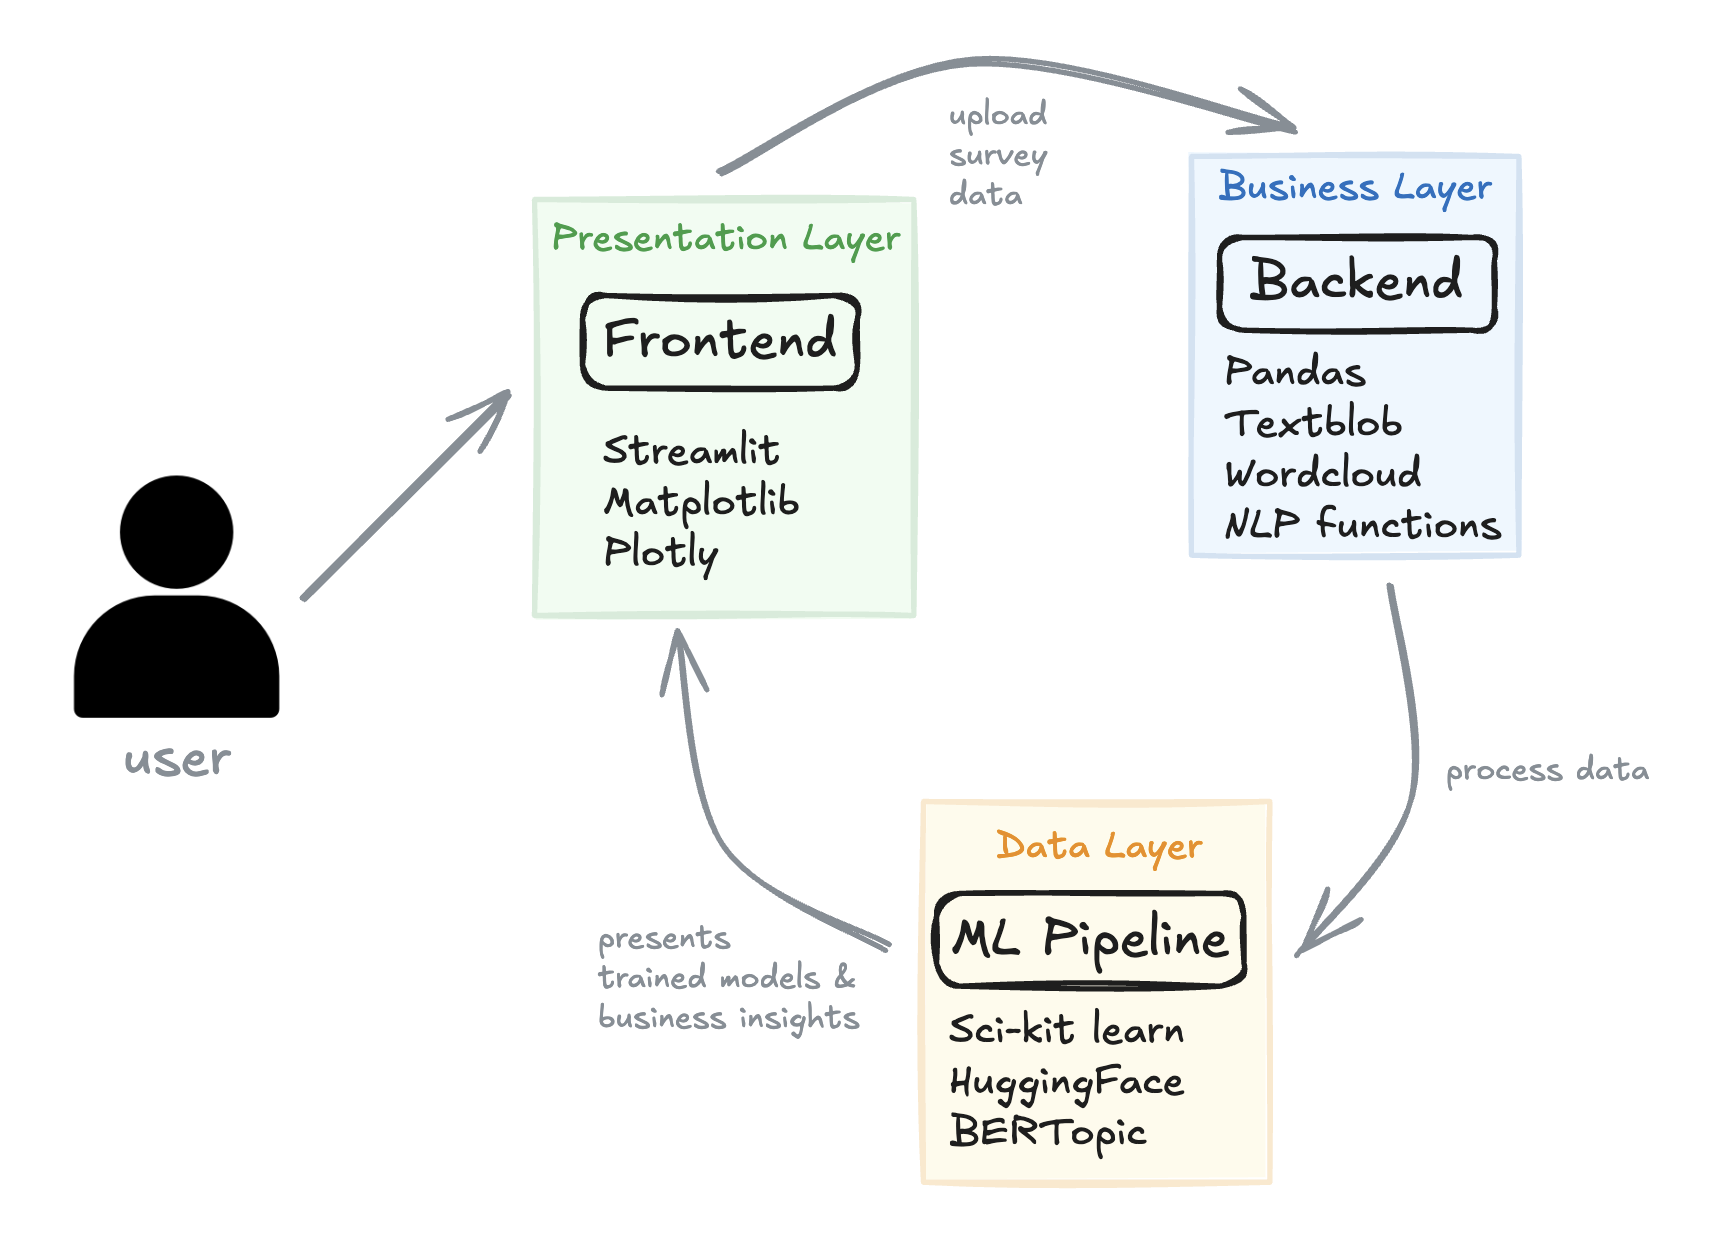 upload
survey
data
Presentation Layer
Frontend
Streamlit
Matplotlib
Plotly
Business Layer
Backend
Pandas
Textblob
Wordcloud
NLP functions
user
process data
Data Layer
ML Pipeline
Sci-kit learn
HuggingFace
BERTopic
presents
trained models &
business insights